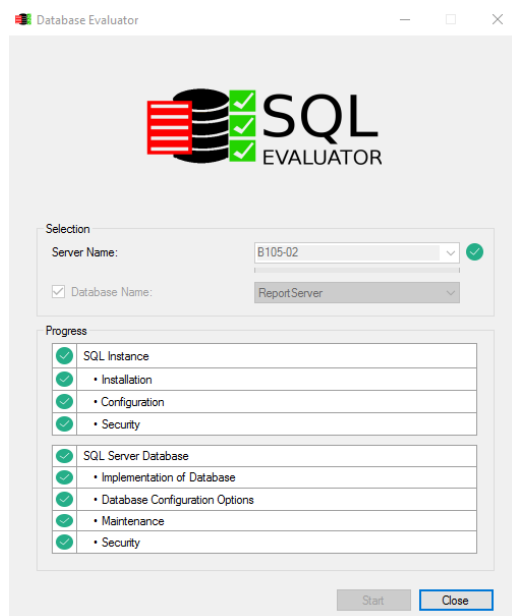 Database Evaluator
SQL
EVALUATOR
Selection
Server Name:
B105-02
Database Name:
ReportServer
Progress
SQL Instance
• Installation
• Configuration
• Security
SQL Server Database
• Implementation of Database
• Database Configuration Options
• Maintenance
• Security
Start
Close